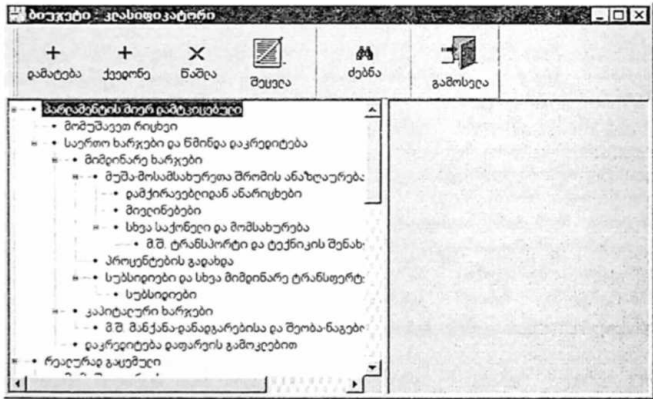 ბიუჯეტი - კლასიფიკატორი
დამატება ქვედონე წაშლა შეცვლა ძებნა გამოსვლა
პარლამენტის მიერ დამტკიცებული
მომუშავეთ რიცხვი
საერთო ხარჯები და წმინდა დაკრედიტება
მიმდინარე ხარჯები
მუშა-მოსამსახურეთა შრომის ანაზღაურება
დამქირავებლიდან ანარიცხები
მივლინებები
სხვა საქონელი და მომსახურება
მ.შ. ტრანსპორტი და ტექნიკის შენახ
პროცენტების გადახდა
სუბსიდიები და სხვა მიმდინარე ტრანსფერტ
სუბსიდიები
კაპიტალური ხარჯები
მ.შ. მანქანა-დანადგარებისა და შეობა-ნაგებო
დაკრედიტება დაფარვის გამოკლებით
რეალურად გაცემული